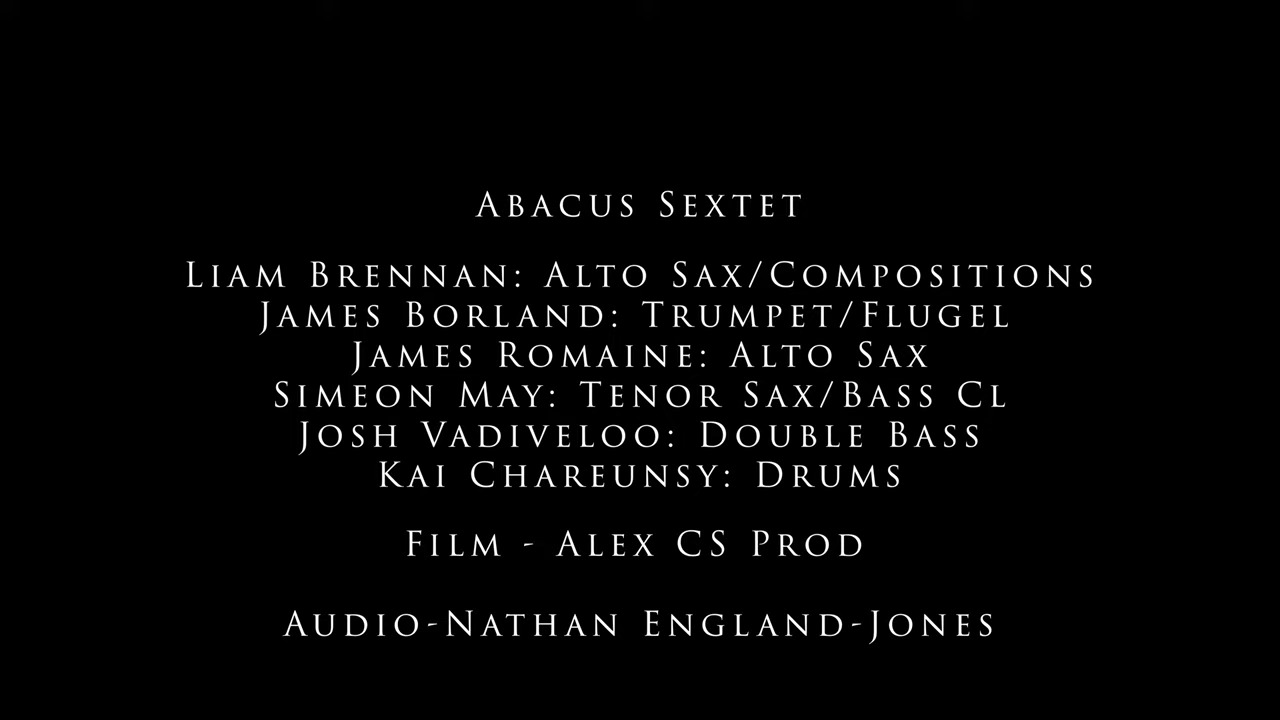 Abacus Sextet
Liam Brennan: Alto Sax/Compositions
James Borland: Trumpet/Flugel
James Romaine: Alto Sax
Simeon May: Tenor Sax/Bass Cl
Josh Vadiveloo: Double Bass
Kai Chareunsy: Drums
Film - Alex CS Prod
Audio-Nathan England-Jones